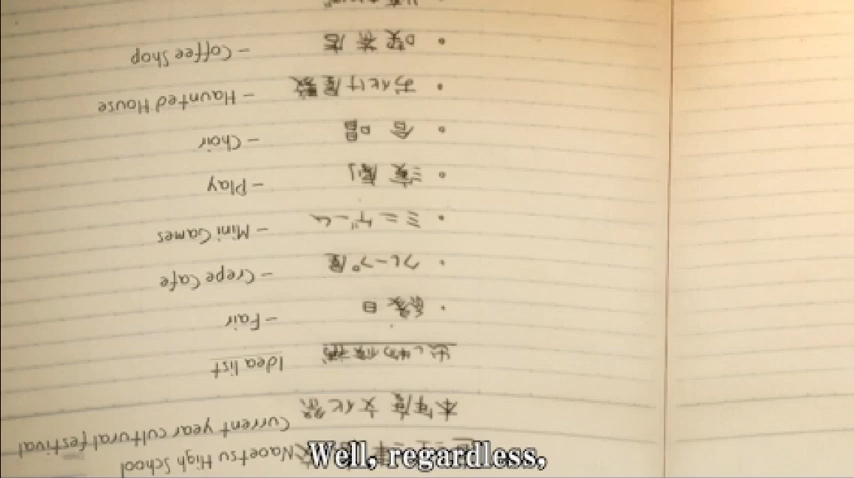 Naoetsu High School
本年度文化祭 Current year cultural festival
出し物候補 Idea list
・縁日 - Fair
・クレープ屋 - Crepe Cafe
・ミニゲーム - Mini Games
・演劇 - Play
・合唱 - Choir
・お化け屋敷 - Haunted House
・喫茶店 - Coffee Shop
Well, regardless,